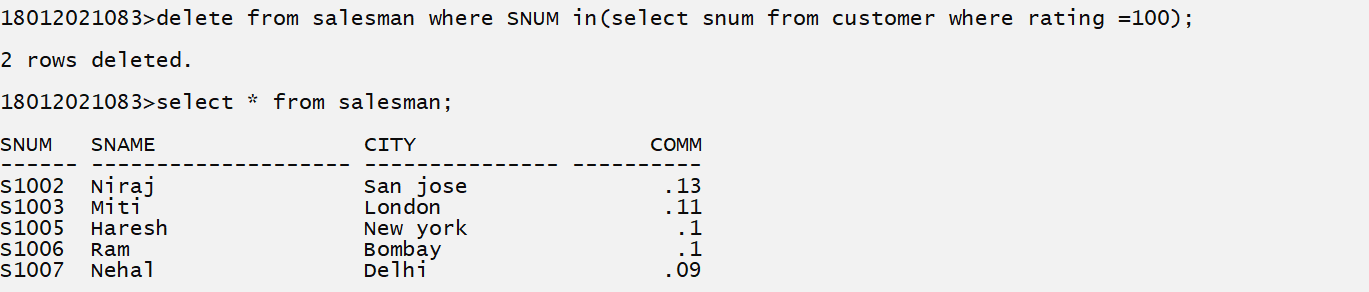 18012021083>delete from salesman where SNUM in(select snum from customer where rating =100);
2 rows deleted.
18012021083>select * from salesman;
SNUM   SNAME                CITY                  COMM
------ -------------------- --------------- ----------
S1002  Niraj                San jose               .13
S1003  Miti                 London                 .11
S1005  Haresh               New york                .1
S1006  Ram                  Bombay                  .1
S1007  Nehal                Delhi                  .09